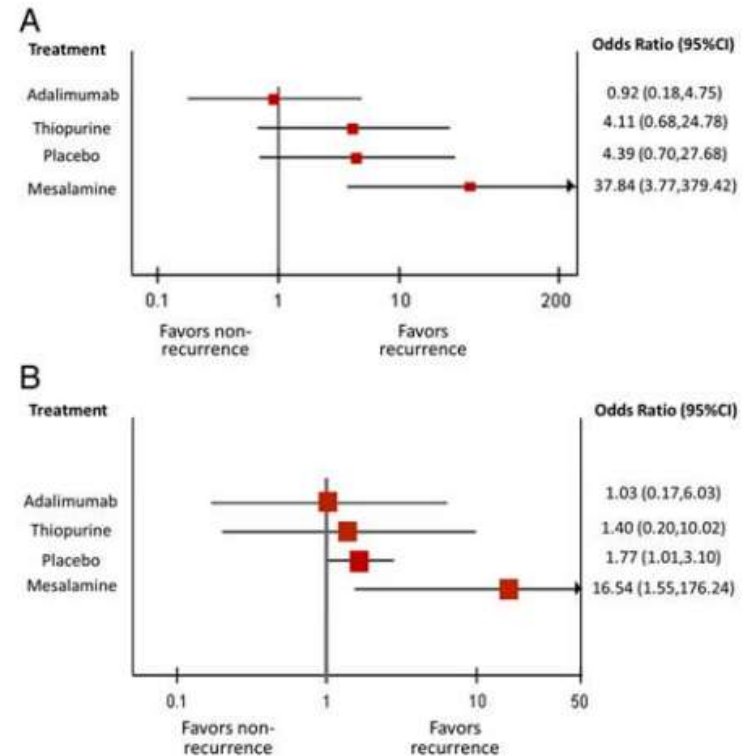 A
Treatment Odds Ratio (95%CI)
Adalimumab 0.92 (0.18,4.75)
Thiopurine 4.11 (0.68,24.78)
Placebo 4.39 (0.70,27.68)
Mesalamine 37.84 (3.77,379.42)
0.1 1 10 200
Favors non- Favors
recurrence recurrence
B
Treatment Odds Ratio (95%CI)
Adalimumab 1.03 (0.17,6.03)
Thiopurine 1.40 (0.20,10.02)
Placebo 1.77 (1.01,3.10)
Mesalamine 16.54 (1.55,176.24)
0.1 1 10 50
Favors non- Favors
recurrence recurrence